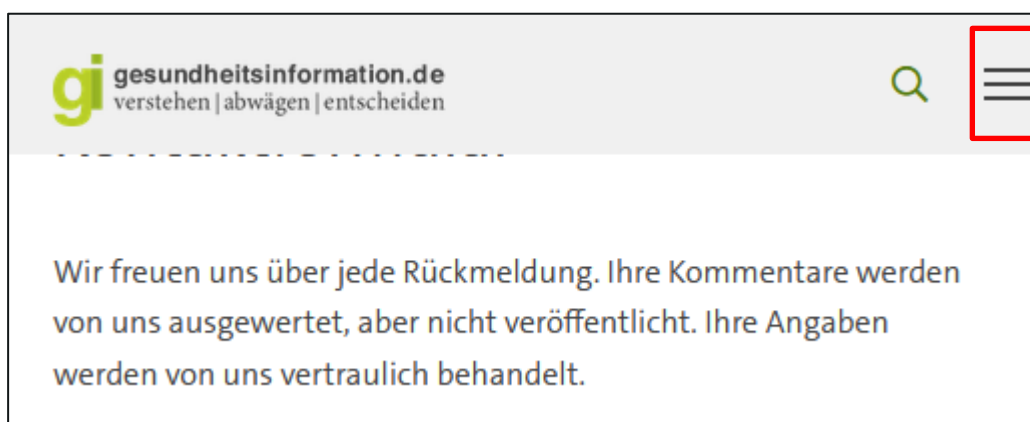 gi gesundheitsinformation.de
verstehen | abwägen | entscheiden
Wir freuen uns über jede Rückmeldung. Ihre Kommentare werden
von uns ausgewertet, aber nicht veröffentlicht. Ihre Angaben
werden von uns vertraulich behandelt.